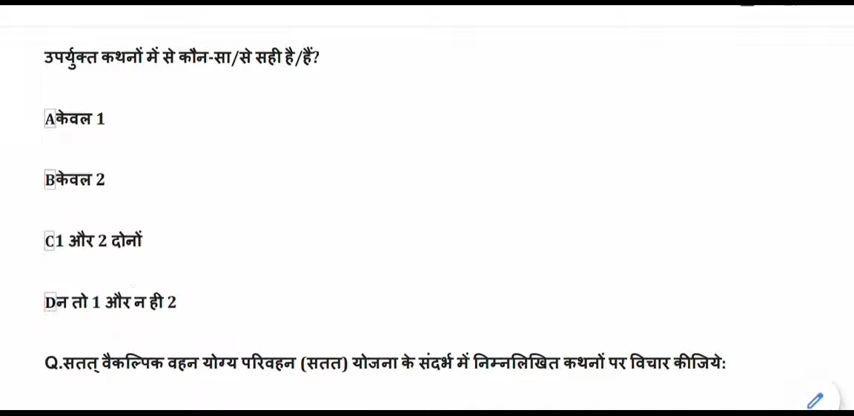 उपर्युक्त कथनों में से कौन-सा/से सही है/हैं?
Aकेवल 1
Bकेवल 2
C1 और 2 दोनों
Dन तो 1 और न ही 2
Q.सतत् वैकल्पिक वहन योग्य परिवहन (सतत) योजना के संदर्भ में निम्नलिखित कथनों पर विचार कीजिये: